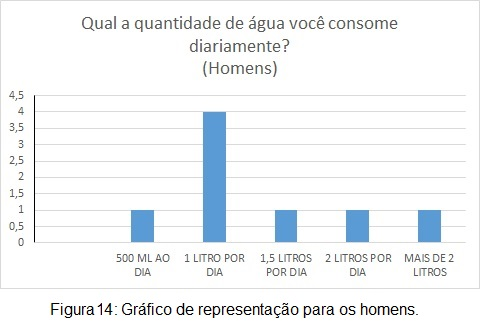 Qual a quantidade de água você consome
diariamente?
(Homens)
4,5
4
3,5
3
2,5
2
1,5
1
0,5
0
500 ML AO DIA
1 LITRO POR DIA
1,5 LITROS POR DIA
2 LITROS POR DIA
MAIS DE 2 LITROS
Figura14: Gráfico de representação para os homens.